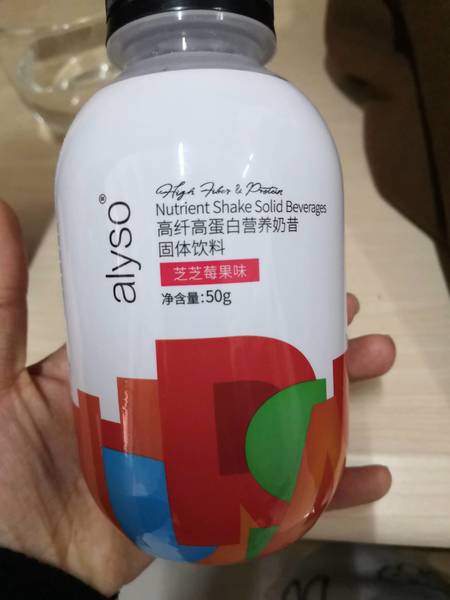 alyso®
High Fiber & Protein
Nutrient Shake Solid Beverages
高纤高蛋白营养奶昔
固体饮料
芝芝莓果味
净含量:50g